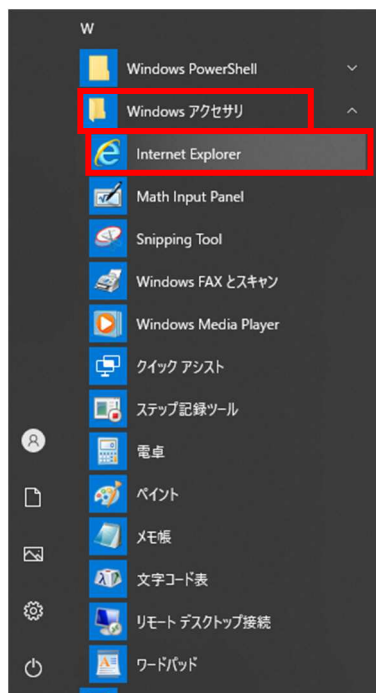 W
Windows PowerShell
Windows アクセサリ
Internet Explorer
Math Input Panel
Snipping Tool
Windows FAX とスキャン
Windows Media Player
クイック アシスト
ステップ記録ツール
電卓
ペイント
メモ帳
文字コード表
リモート デスクトップ接続
ワードパッド